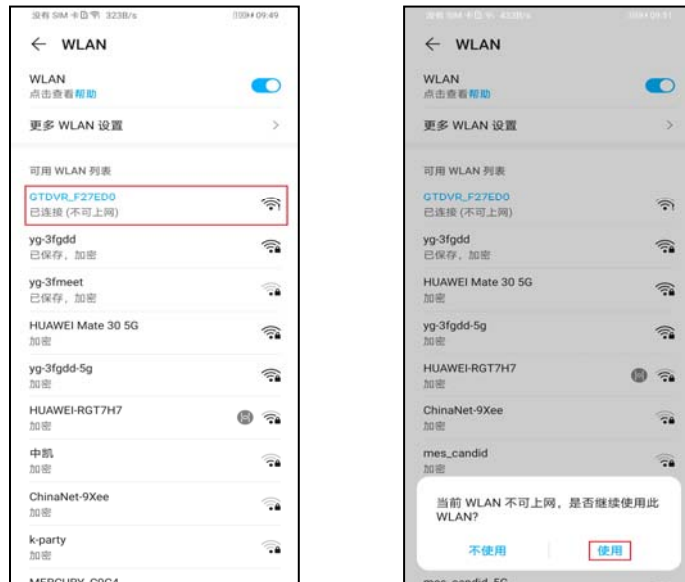 没有 SIM 卡 323B/s 09:49
← WLAN
WLAN
点击查看帮助
更多 WLAN 设置
可用 WLAN 列表
GTDVR_F27ED0
已连接 (不可上网)
yg-3fgdd
已保存，加密
yg-3fmeet
已保存，加密
HUAWEI Mate 30 5G
加密
yg-3fgdd-5g
加密
HUAWEI-RGT7H7
加密
中凯
加密
ChinaNet-9Xee
加密
k-party
加密
← WLAN
WLAN
点击查看帮助
更多 WLAN 设置
可用 WLAN 列表
GTDVR_F27ED0
已连接 (不可上网)
yg-3fgdd
已保存，加密
HUAWEI Mate 30 5G
加密
yg-3fgdd-5g
加密
HUAWEI-RGT7H7
加密
ChinaNet-9Xee
加密
mes_candid
加密
当前 WLAN 不可上网，是否继续使用此
WLAN?
不使用 使用